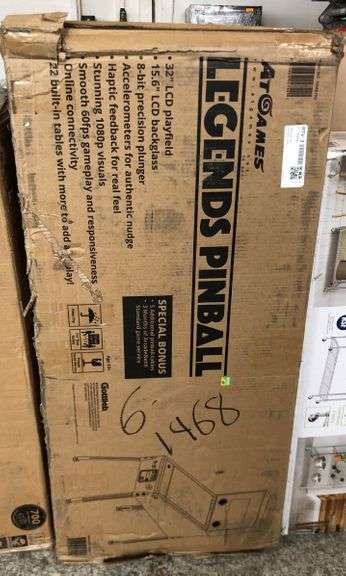 ATGAMES
LEGENDS PINBALL
• 32" LCD playfield
• 15.6" LCD backglass
8-bit precision plunger
Accelerometers for authentic nudge
Haptic feedback for real feel
Stunning 1080p visuals
Smooth 60fps gameplay and responsiveness
Online connectivity
22 built-in tables with more to add
SPECIAL BONUS
Gottlieb
6'
1468
700